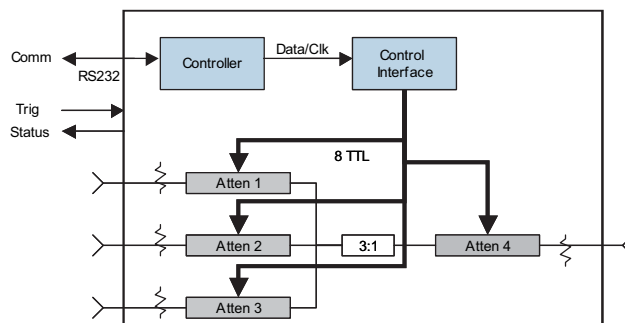 Comm
RS232
Controller
Data/Clk
Control
Interface
Trig
Status
8 TTL
Atten 1
Atten 2
3:1
Atten 4
Atten 3